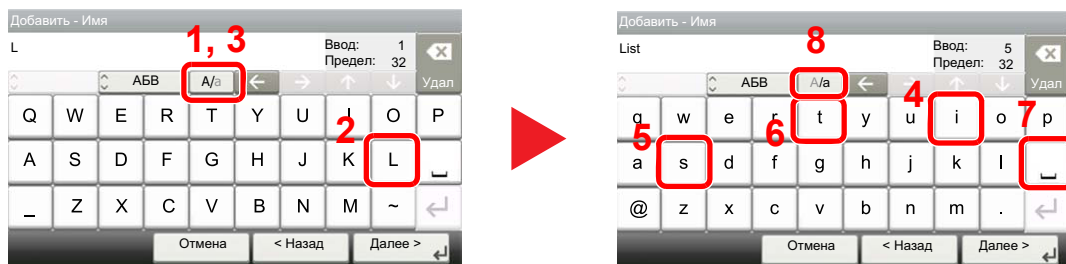 Добавить - Имя
L
1, 3
Ввод: 1
Предел: 32
АБВ
A/a
Удал
Q W E R T Y U I O P
2
A S D F G H J K L
_ Z X C V B N M ~
Отмена
< Назад
Далее >
Добавить - Имя
List
8
Ввод: 5
Предел: 32
АБВ
A/a
Удал
4
7
q w e r t y u i o p
5
6
a s d f g h j k l
@ z x c v b n m .
Отмена
< Назад
Далее >